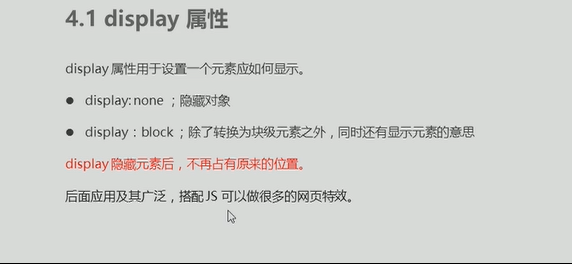 4.1 display 属性
display 属性用于设置一个元素应如何显示。
● display: none ；隐藏对象
● display：block ；除了转换为块级元素之外，同时还有显示元素的意思
display 隐藏元素后，不再占有原来的位置。
后面应用及其广泛，搭配 JS 可以做很多的网页特效。